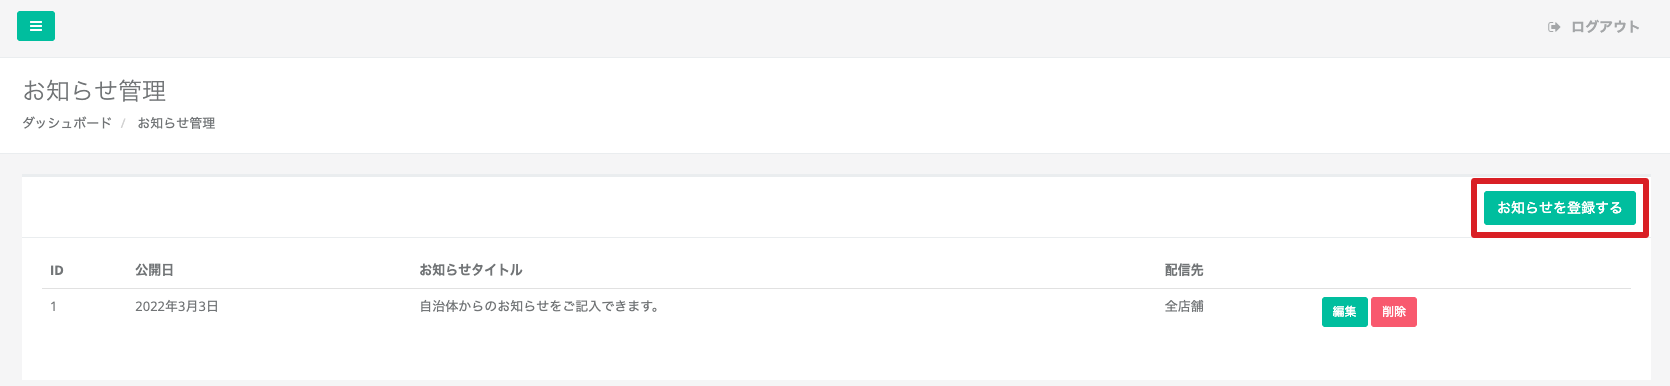 ログアウト
お知らせ管理
ダッシュボード / お知らせ管理
お知らせを登録する
ID 公開日 お知らせタイトル 配信先
1 2022年3月3日 自治体からのお知らせをご記入できます。 全店舗 編集 削除